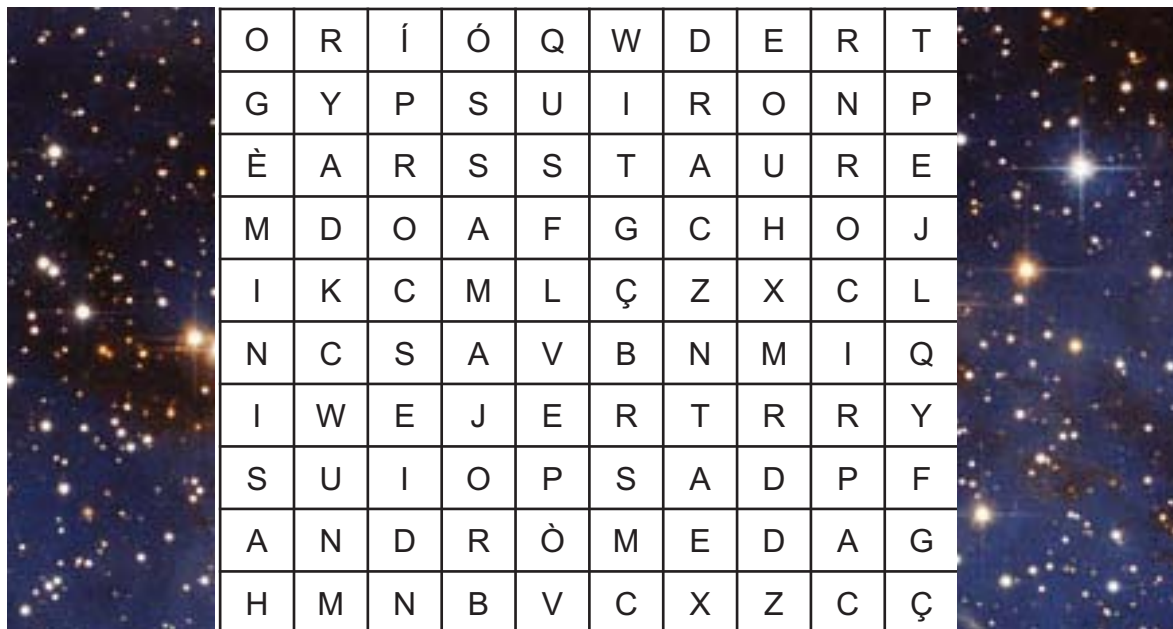 O R Í Ó Q W D E R T
G Y P S U I R O N P
È A R S S T A U R E
M D O A F G C H O J
I K C M L Ç Z X C L
N C S A V B N M I Q
I W E J E R T R R Y
S U I O P S A D P F
A N D R Ò M E D A G
H M N B V C X Z C Ç